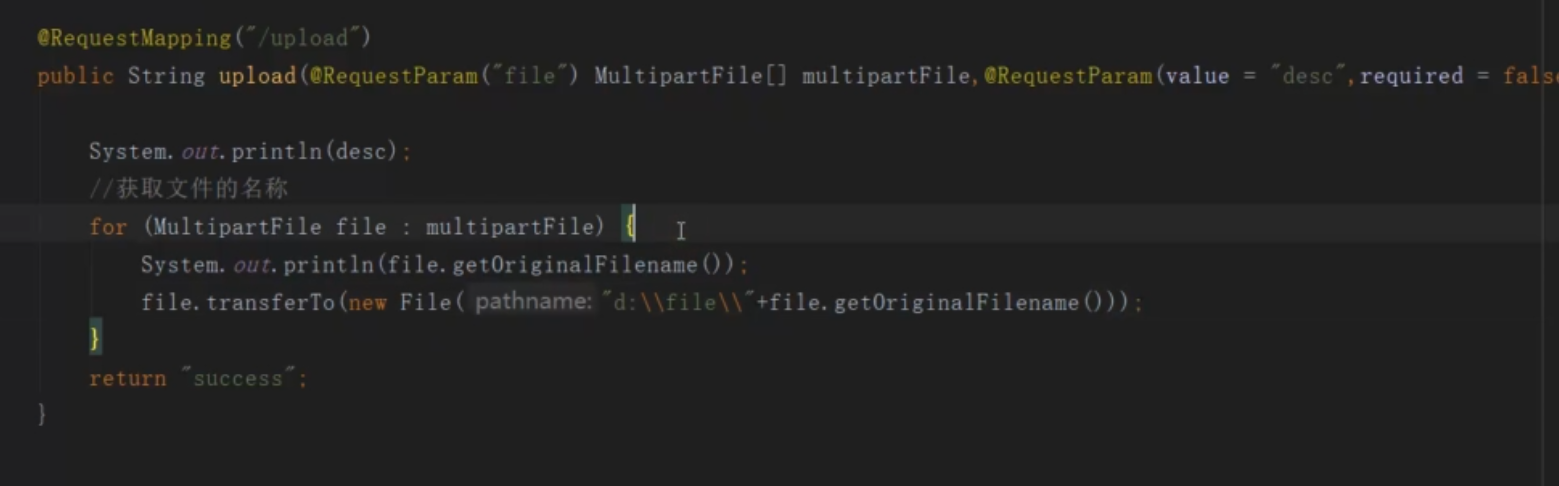 @RequestMapping("/upload")
public String upload(@RequestParam("file") MultipartFile[] multipartFile,@RequestParam(value = "desc",required = fals
System.out.println(desc);
//获取文件的名称
for (MultipartFile file : multipartFile) {
System.out.println(file.getOriginalFilename());
file.transferTo(new File( pathname: "d:\\file\\"+file.getOriginalFilename()));
}
return "success";
}